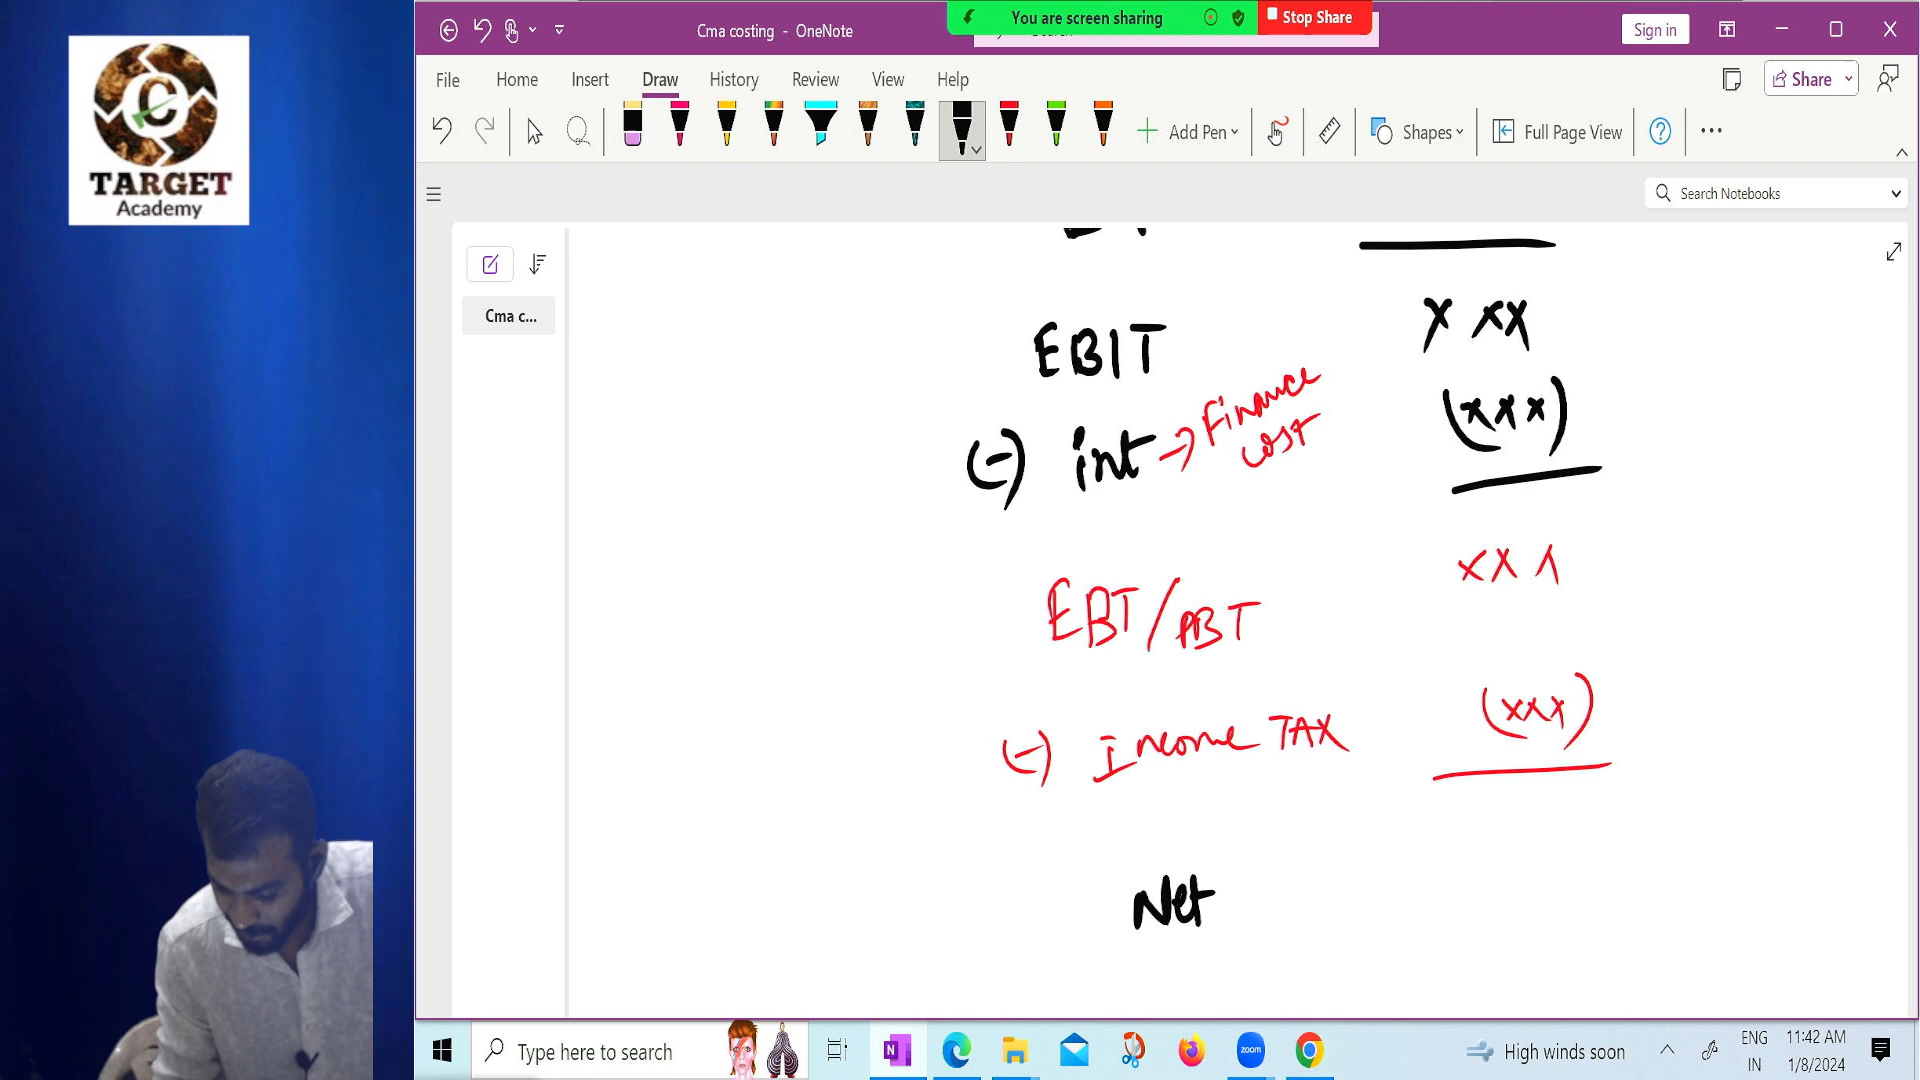 TARGET
Academy
Cma costing - OneNote
You are screen sharing
Stop Share
Sign in
File Home Insert Draw History Review View Help
Share
Add Pen
Shapes
Full Page View
Search Notebooks
Cma c...
EBIT x xx
(-) int → Finance cost (xxx)
EBT/PBT xxx
(-) Income TAX (xxx)
Net
Type here to search
zoom
High winds soon
ENG
IN
11:42 AM
1/8/2024